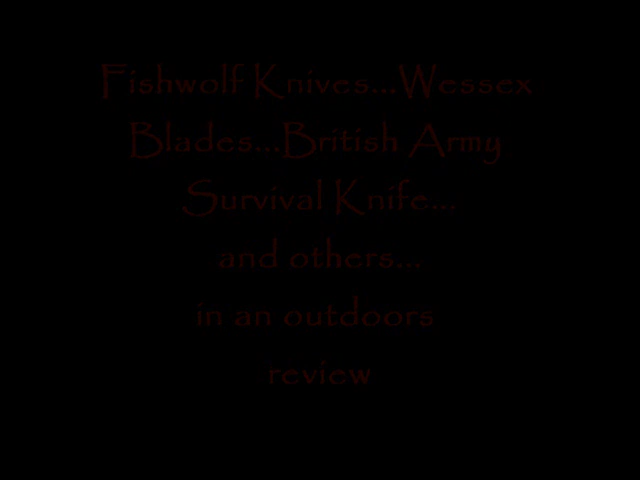 Fishwolf Knives...Wessex
Blades...British Army
Survival Knife...
and others...
in an outdoors
review